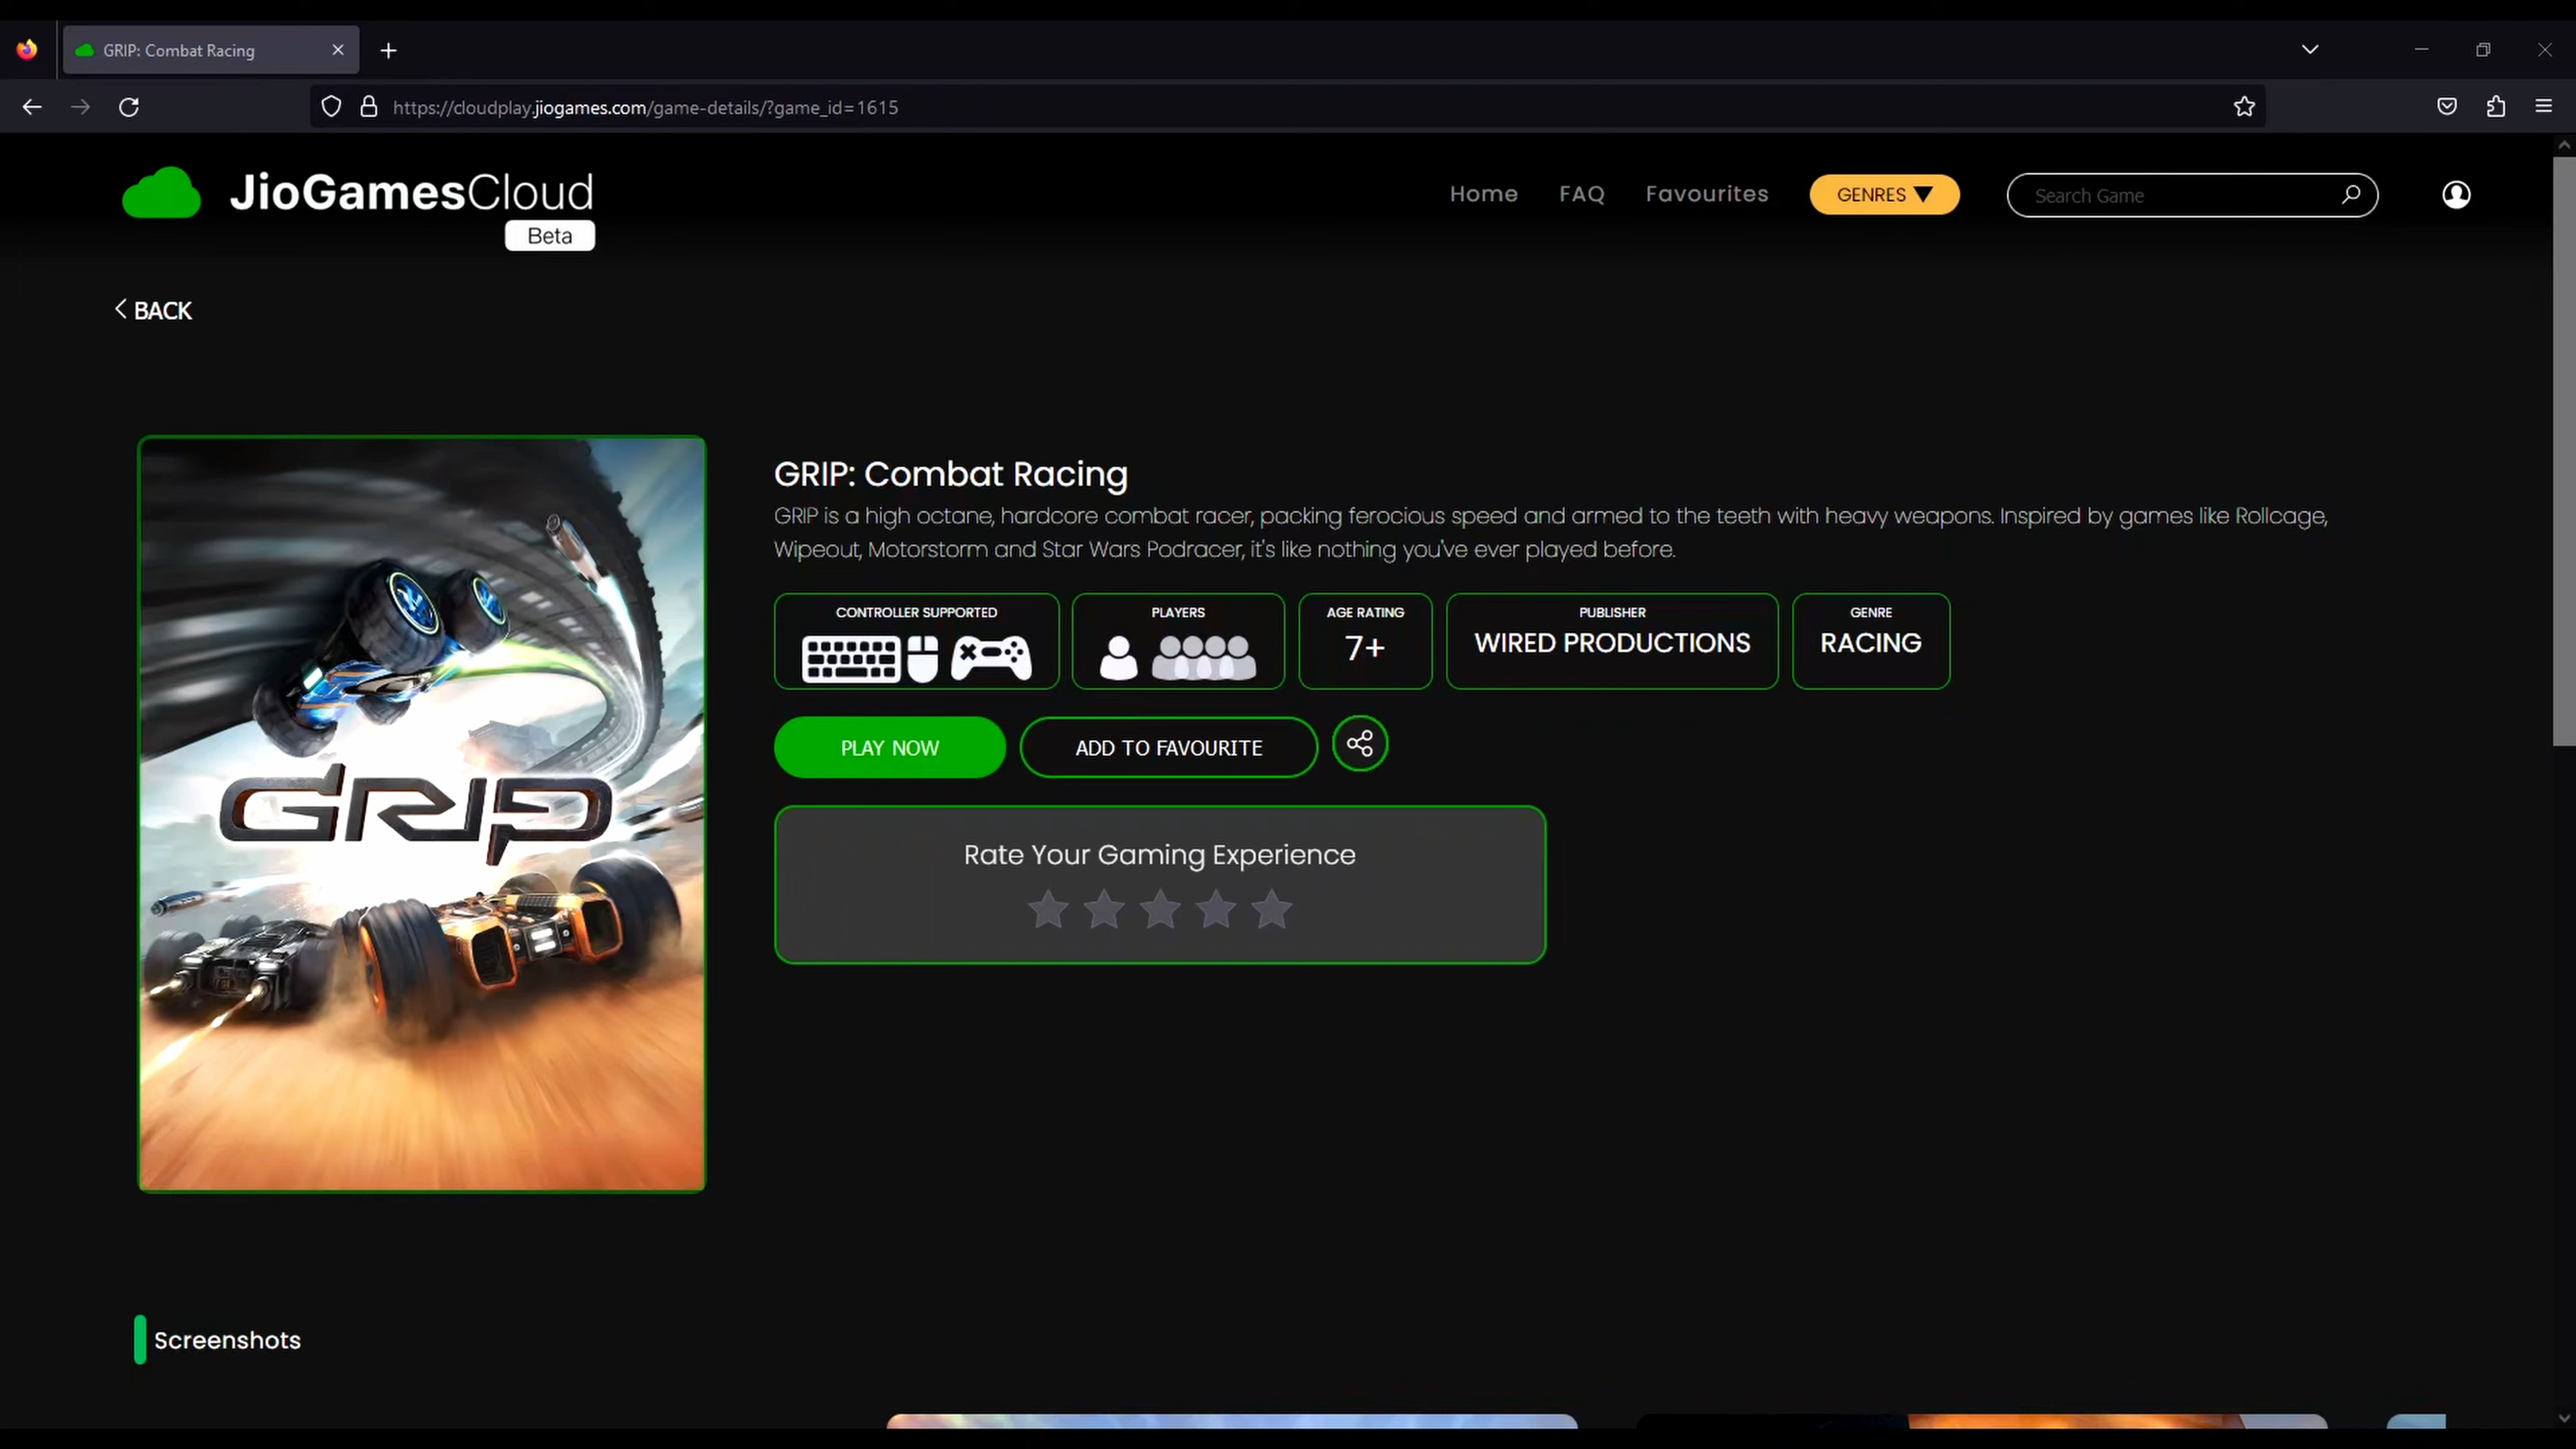 GRIP: Combat Racing
https://cloudplay.jiogames.com/game-details/?game_id=1615
JioGamesCloud
Beta
Home FAQ Favourites GENRES Search Game
BACK
GRIP: Combat Racing
GRIP is a high octane, hardcore combat racer, packing ferocious speed and armed to the teeth with heavy weapons. Inspired by games like Rollcage,
Wipeout, Motorstorm and Star Wars Podracer, it's like nothing you've ever played before.
CONTROLLER SUPPORTED PLAYERS AGE RATING PUBLISHER GENRE
7+ WIRED PRODUCTIONS RACING
PLAY NOW ADD TO FAVOURITE
GRIP
Rate Your Gaming Experience
Screenshots